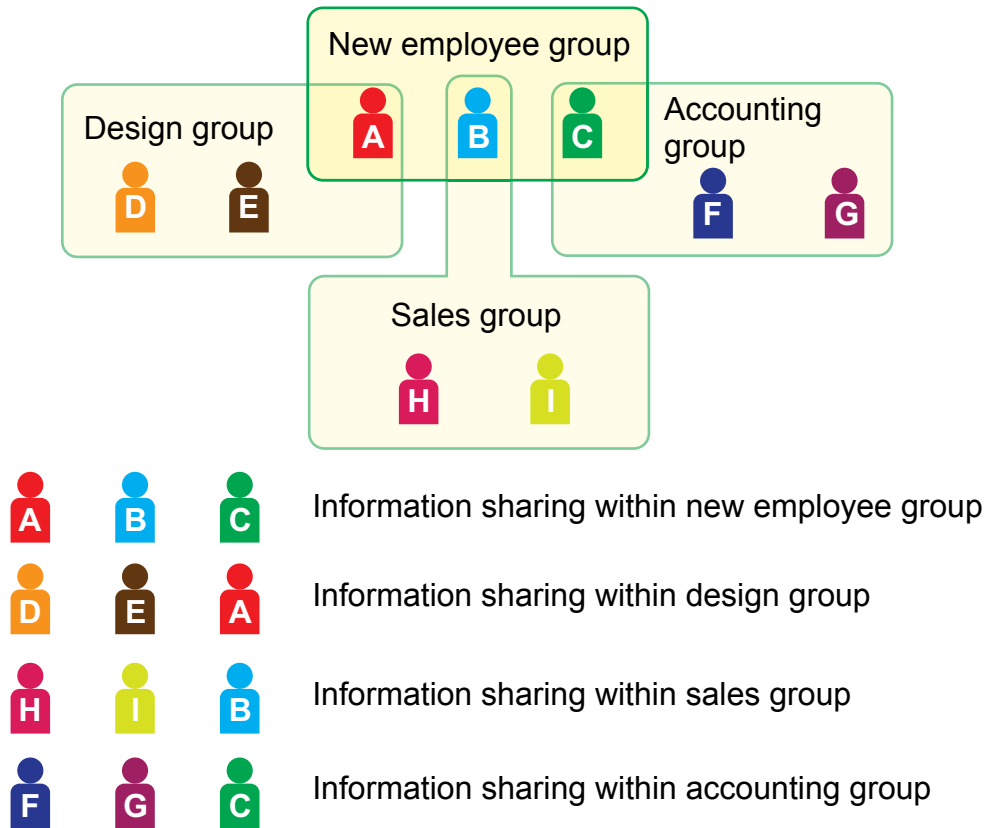 New employee group
Design group
A
B
C
Accounting
group
D
E
F
G
Sales group
H
I
A B C Information sharing within new employee group
D E A Information sharing within design group
H I B Information sharing within sales group
F G C Information sharing within accounting group